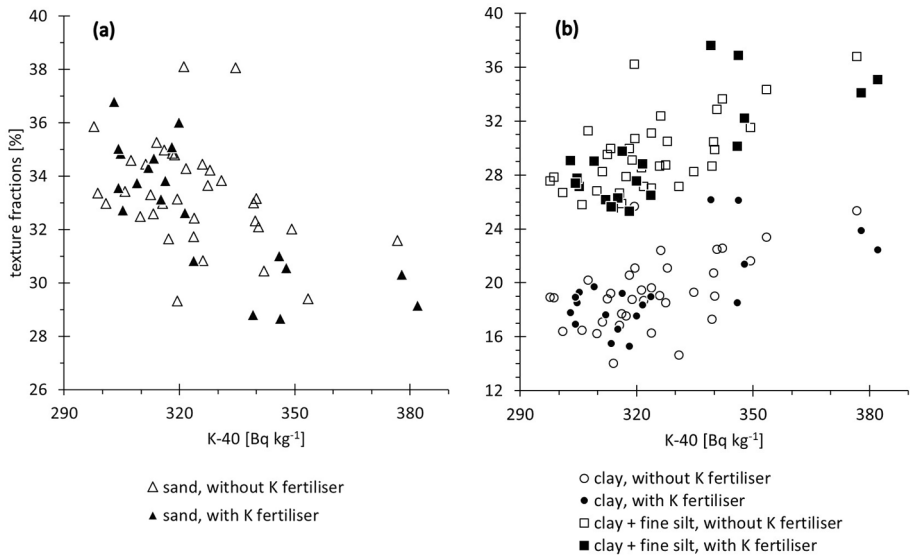 (a)
texture fractions [%]
40
38
36
34
32
30
28
26
290
320
350
380
K-40 [Bq kg⁻¹]
△ sand, without K fertiliser
▲ sand, with K fertiliser
(b)
40
36
32
28
24
20
16
12
290
320
350
380
K-40 [Bq kg⁻¹]
○ clay, without K fertiliser
● clay, with K fertiliser
□ clay + fine silt, without K fertiliser
■ clay + fine silt, with K fertiliser